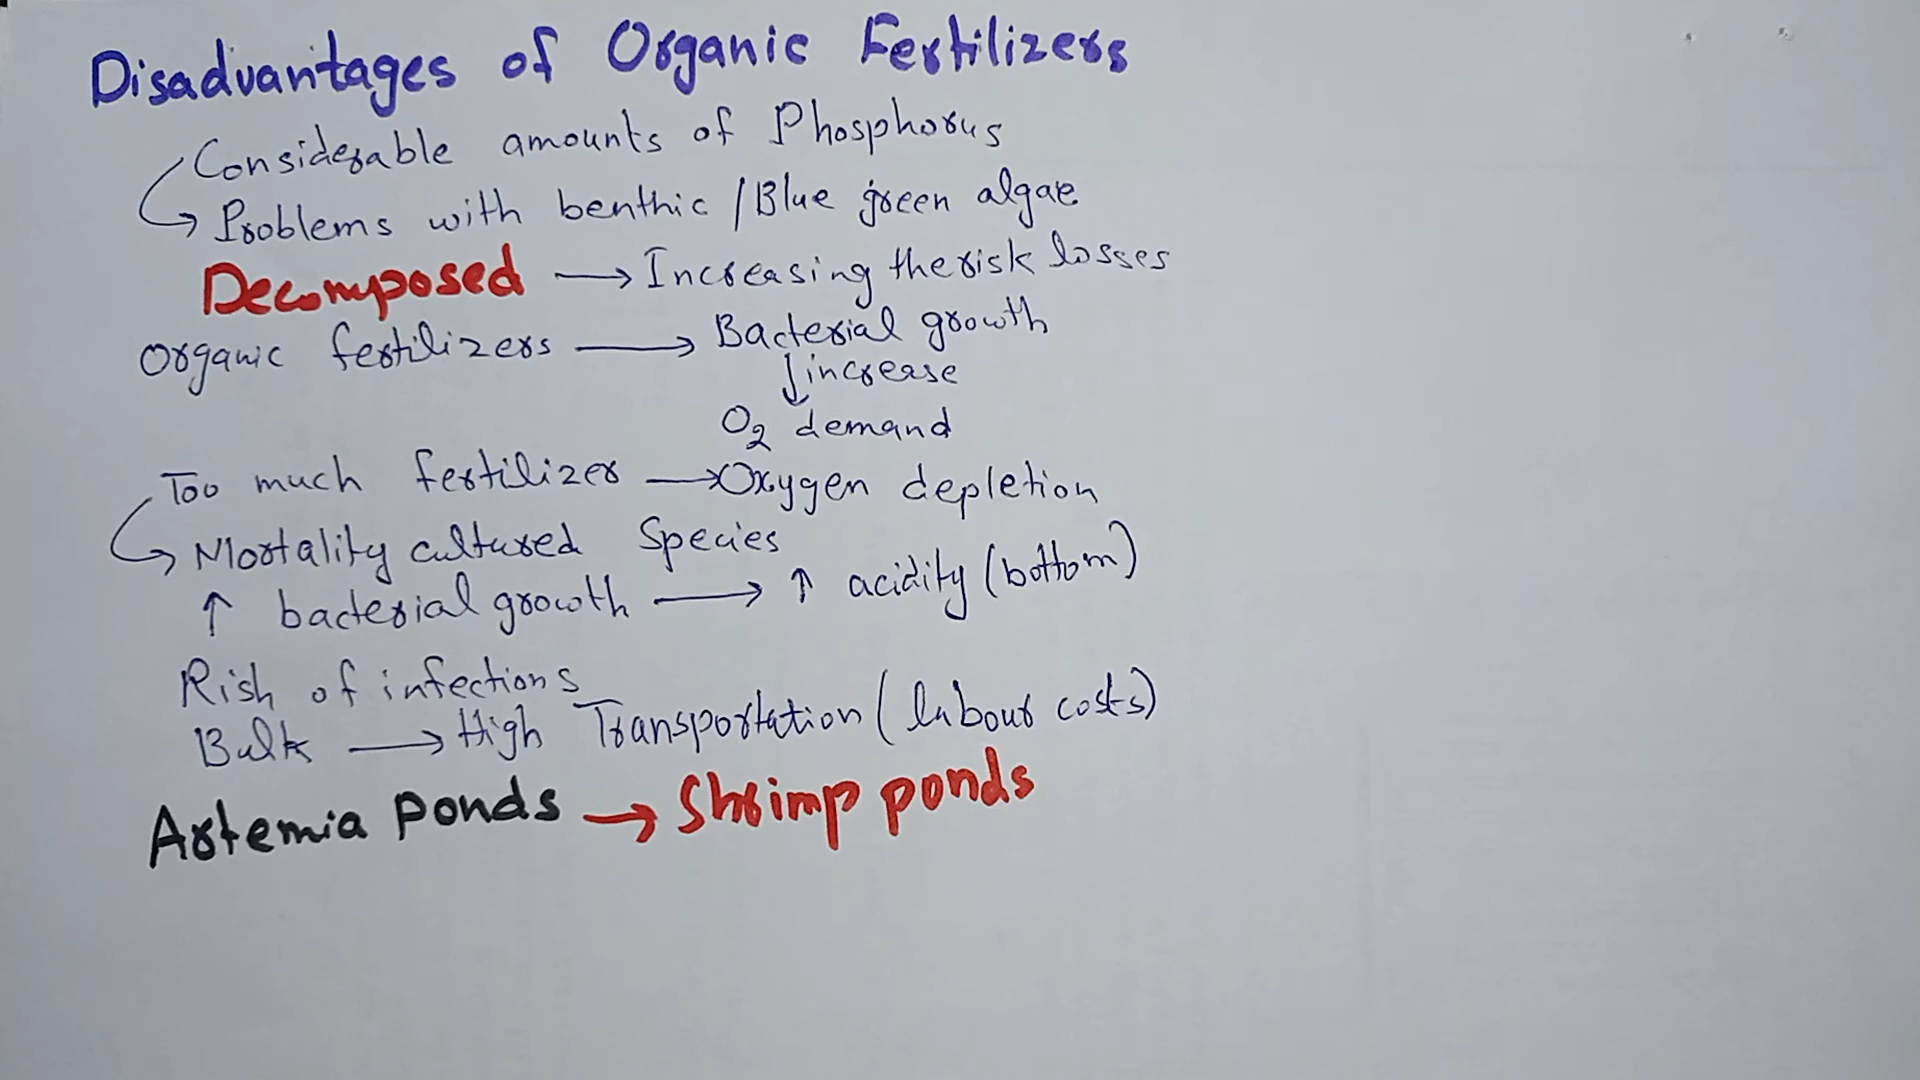 Disadvantages of Organic Fertilizers
Considerable amounts of Phosphorus
Problems with benthic / Blue green algae
Decomposed → Increasing the risk losses
Organic fertilizers → Bacterial growth
↓ increase
O2 demand
Too much fertilizer → Oxygen depletion
Mortality cultured Species
↑ bacterial growth → ↑ acidity (bottom)
Risk of infections
Bulk → High Transportation (labour costs)
Artemia Ponds → Shrimp ponds